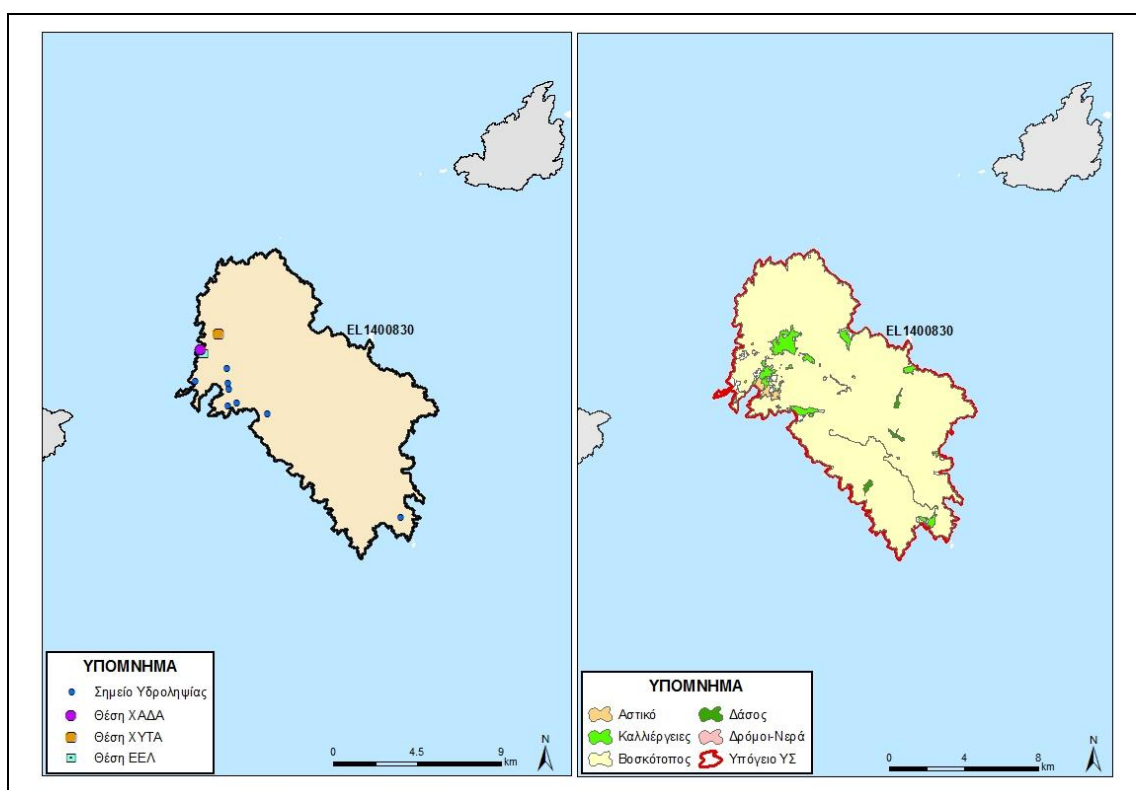 EL1400830
ΥΠΟΜΝΗΜΑ
Σημείο Υδροληψίας
Θέση ΧΑΔΑ
Θέση ΧΥΤΑ
Θέση ΕΕΛ
0 4.5 9
km
N
EL1400830
ΥΠΟΜΝΗΜΑ
Αστικό Δάσος
Καλλιέργειες Δρόμοι-Νερά
Βοσκότοπος Υπόγειο ΥΣ
0 4 8
km
N